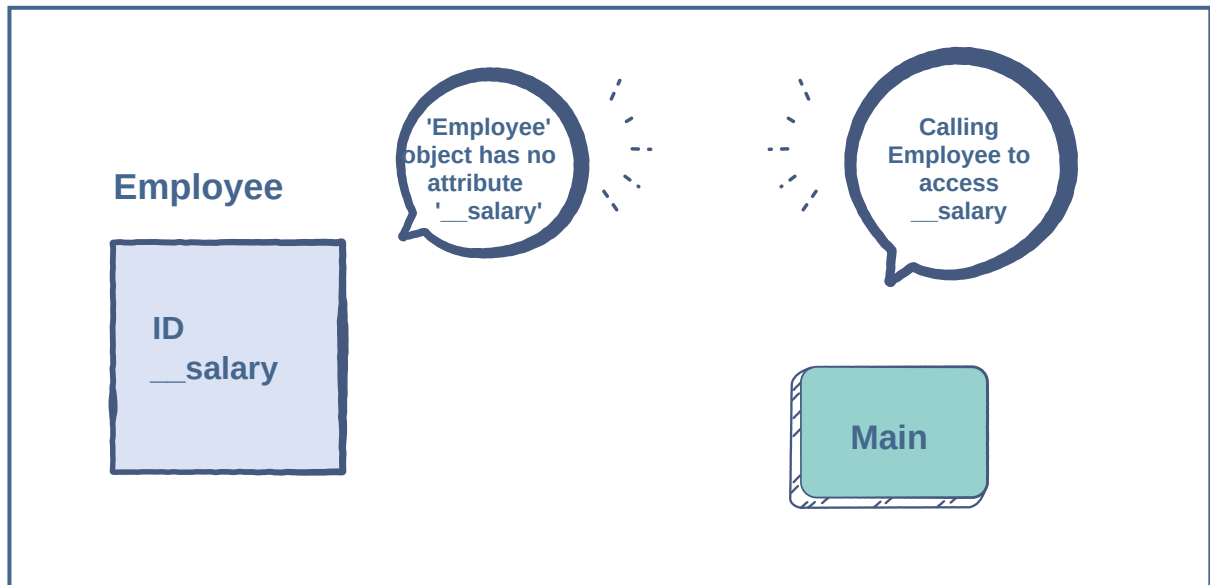 'Employee'
object has no
attribute
'__salary'
Calling
Employee to
access
__salary
Employee
ID
__salary
Main